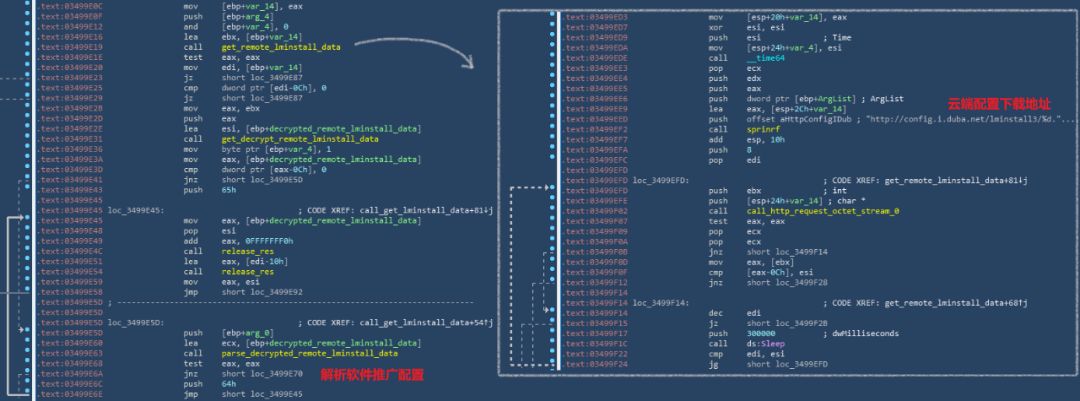 .text:03499E0C mov [ebp+var_14], eax
.text:03499E0F push [ebp+arg_4]
.text:03499E12 and [ebp+var_4], 0
.text:03499E16 lea ebx, [ebp+var_14]
.text:03499E19 call get_remote_lminstall_data
.text:03499E1E test eax, eax
.text:03499E20 mov edi, [ebp+var_14]
.text:03499E23 jz short loc_3499E87
.text:03499E25 cmp dword ptr [edi-0Ch], 0
.text:03499E29 jz short loc_3499E87
.text:03499E2B mov eax, ebx
.text:03499E2D push eax
.text:03499E2E lea esi, [ebp+decrypted_remote_lminstall_data]
.text:03499E31 call get_decrypt_remote_lminstall_data
.text:03499E36 mov byte ptr [ebp+var_4], 1
.text:03499E3A mov eax, [ebp+decrypted_remote_lminstall_data]
.text:03499E3D cmp dword ptr [eax-0Ch], 0
.text:03499E41 jnz short loc_3499E5D
.text:03499E43 push 65h
.text:03499E45
.text:03499E45 loc_3499E45: ; CODE XREF: call_get_lminstall_data+81↓j
.text:03499E45 mov eax, [ebp+decrypted_remote_lminstall_data]
.text:03499E48 pop esi
.text:03499E49 add eax, 0FFFFFFF0h
.text:03499E4C call release_res
.text:03499E51 lea eax, [edi-10h]
.text:03499E54 call release_res
.text:03499E59 mov eax, esi
.text:03499E5B jmp short loc_3499E92
.text:03499E5D ; ---------------------------------------------------------------------------
.text:03499E5D
.text:03499E5D loc_3499E5D: ; CODE XREF: call_get_lminstall_data+54↑j
.text:03499E5D push [ebp+arg_0]
.text:03499E60 lea ecx, [ebp+decrypted_remote_lminstall_data]
.text:03499E63 call parse_decrypted_remote_lminstall_data
.text:03499E68 test eax, eax
.text:03499E6A jnz short loc_3499E70
.text:03499E6C push 64h
.text:03499E6E jmp short loc_3499E45
解析软件推广配置
.text:03499ED3 mov [esp+20h+var_14], eax
.text:03499ED7 xor esi, esi
.text:03499ED9 push esi ; Time
.text:03499EDA mov [esp+24h+var_4], esi
.text:03499EDE call __time64
.text:03499EE3 pop ecx
.text:03499EE4 push edx
.text:03499EE5 push eax
.text:03499EE6 push dword ptr [ebp+ArgList] ; ArgList
.text:03499EE9 lea eax, [esp+2Ch+var_14]
.text:03499EED push offset aHttpConfigIDub ; "http://config.i.duba.net/lminstall3/%d."...
.text:03499EF2 call sprinrf
.text:03499EF7 add esp, 10h
.text:03499EFA push 8
.text:03499EFC pop edi
.text:03499EFD
.text:03499EFD loc_3499EFD: ; CODE XREF: get_remote_lminstall_data+81↓j
.text:03499EFD push ebx ; int
.text:03499EFE push [esp+24h+var_14] ; char *
.text:03499F02 call call_http_request_octet_stream_0
.text:03499F07 test eax, eax
.text:03499F09 pop ecx
.text:03499F0A pop ecx
.text:03499F0B jnz short loc_3499F14
.text:03499F0D mov eax, [ebx]
.text:03499F0F cmp [eax-0Ch], esi
.text:03499F12 jnz short loc_3499F28
.text:03499F14
.text:03499F14 loc_3499F14: ; CODE XREF: get_remote_lminstall_data+68↑j
.text:03499F14 dec edi
.text:03499F15 jz short loc_3499F2B
.text:03499F17 push 300000 ; dwMilliseconds
.text:03499F1C call ds:Sleep
.text:03499F22 cmp edi, esi
.text:03499F24 jg short loc_3499EFD
云端配置下载地址